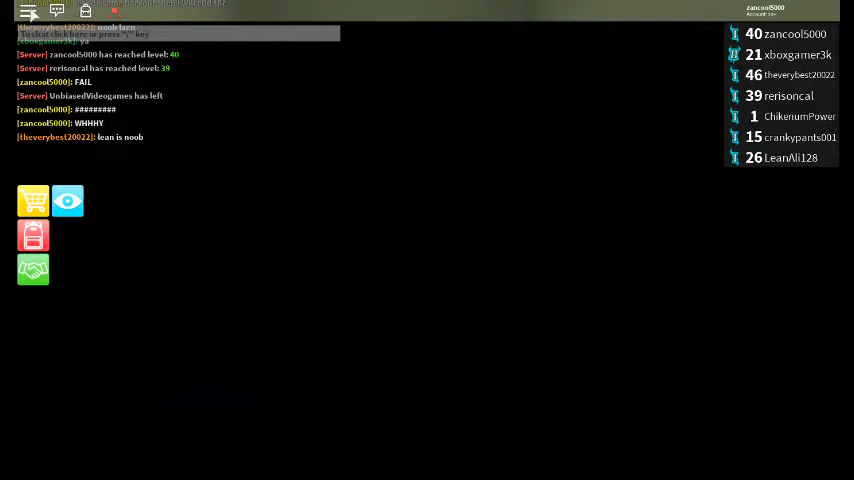 zancool5000
[theverybest20022]: noob laen
To chat click here or press "/" key
[xboxgamer3k]: ya
[Server] zancool5000 has reached level: 40
[Server] rerisoncal has reached level: 39
[zancool5000]: FAIL
[Server] UnbiasedVideogames has left
[zancool5000]: #########
[zancool5000]: WHHHY
[theverybest20022]: lean is noob
40 zancool5000
21 xboxgamer3k
46 theverybest20022
39 rerisoncal
1 ChikenumPower
15 crankypants001
26 LeanAli128